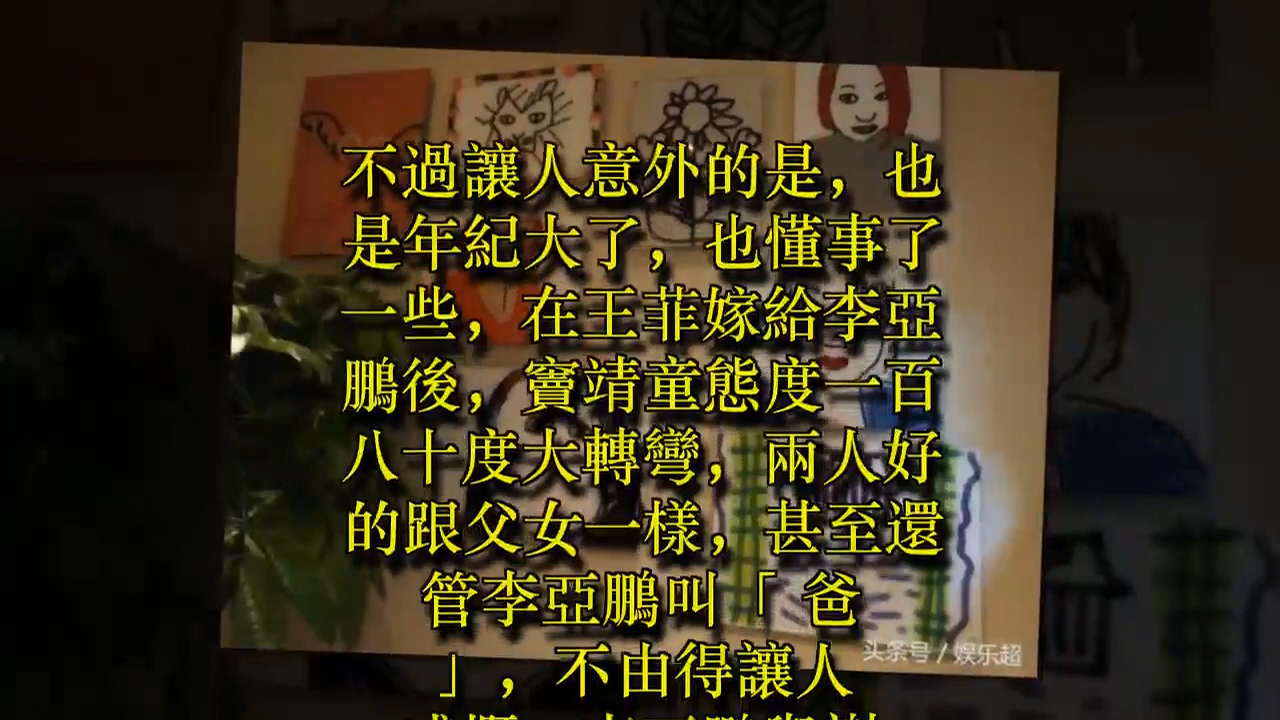 不過讓人意外的是，也
是年紀大了，也懂事了
一些，在王菲嫁給李亞
鵬後，竇靖童態度一百
八十度大轉彎，兩人好
的跟父女一樣，甚至還
管李亞鵬叫「 爸
」，不由得讓人
头条号 / 娱乐超